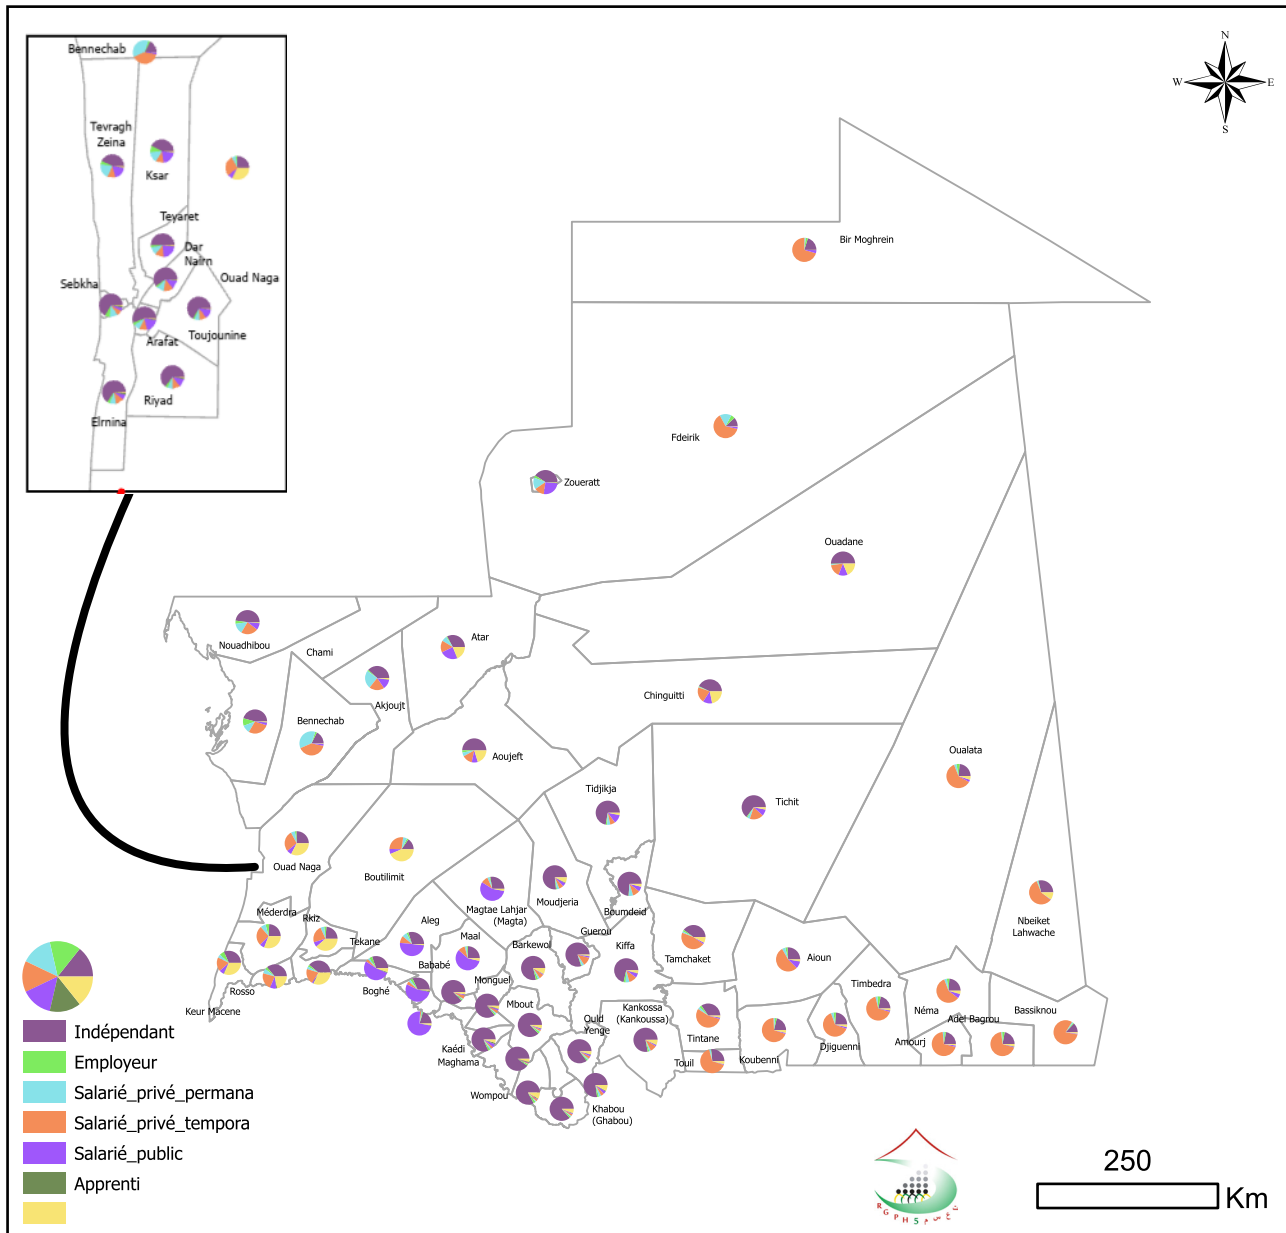 Bennechab
Tevragh
Zeina
Ksar
Teyaret
Dar
Naïm
Sebkha
Ouad Naga
Arafat
Toujounine
Riyad
Elrnina
N
W
E
S
Bir Moghrein
Fdeirik
Zoueratt
Ouadane
Nouadhibou
Chami
Atar
Akjoujt
Bennechab
Chinguitti
Aoujeft
Oualata
Tidjikja
Tichit
Ouad Naga
Boutilimit
Magtae Lahjar
(Magta)
Moudjeria
Boumdeid
Nbeiket
Lahwache
Méderdra
Rkiz
Tekane
Aleg
Maal
Barkewol
Guerou
Kiffa
Tamchaket
Aioun
Bababé
Boghé
Monguel
Mbout
Timbedra
Néma
Adel Bagrou
Bassiknou
Rosso
Keur Macene
Kankossa
(Kankoussa)
Ould
Yenge
Tintane
Koubenni
Djiguenni
Amourj
Touil
Kaédi
Maghama
Wompou
Khabou
(Ghabou)
Indépendant
Employeur
Salarié_privé_permana
Salarié_privé_tempora
Salarié_public
Apprenti
RGPH5
250
Km